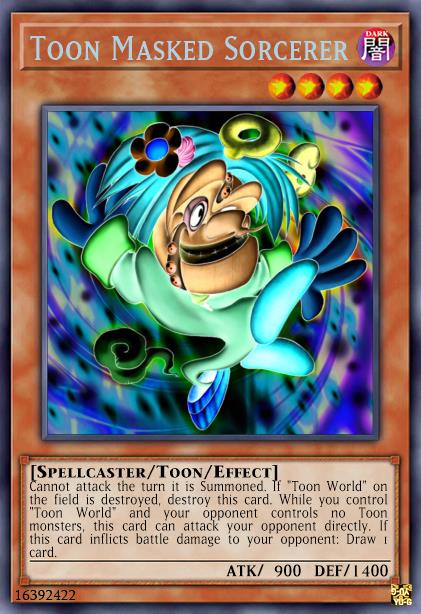 Toon Masked Sorcerer
DARK
闇
[Spellcaster/Toon/Effect]
Cannot attack the turn it is Summoned. If "Toon World" on
the field is destroyed, destroy this card. While you control
"Toon World" and your opponent controls no Toon
monsters, this card can attack your opponent directly. If
this card inflicts battle damage to your opponent: Draw 1
card.
ATK/ 900 DEF/1400
16392422